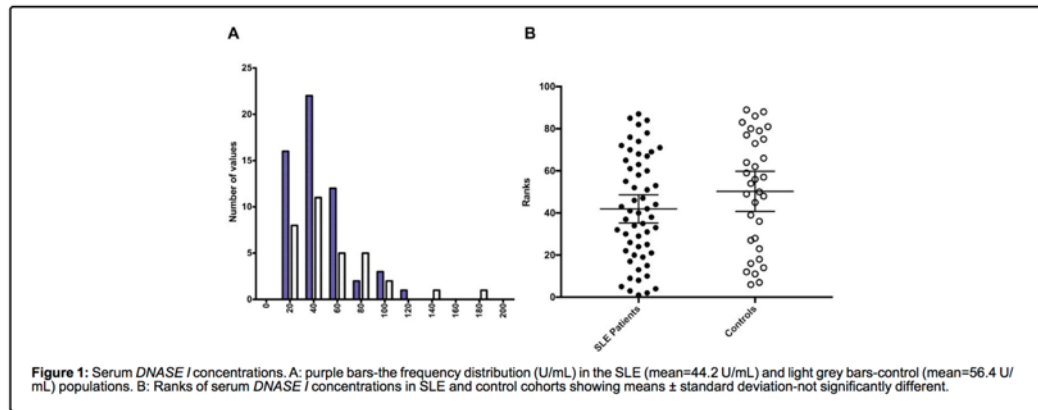 A
B
25
20
15
10
5
0
Number of values
0
20
40
60
80
100
120
140
160
180
200
100
80
60
40
20
0
Ranks
SLE Patients
Controls
Figure 1: Serum DNASE I concentrations. A: purple bars-the frequency distribution (U/mL) in the SLE (mean=44.2 U/mL) and light grey bars-control (mean=56.4 U/
mL) populations. B: Ranks of serum DNASE I concentrations in SLE and control cohorts showing means ± standard deviation-not significantly different.